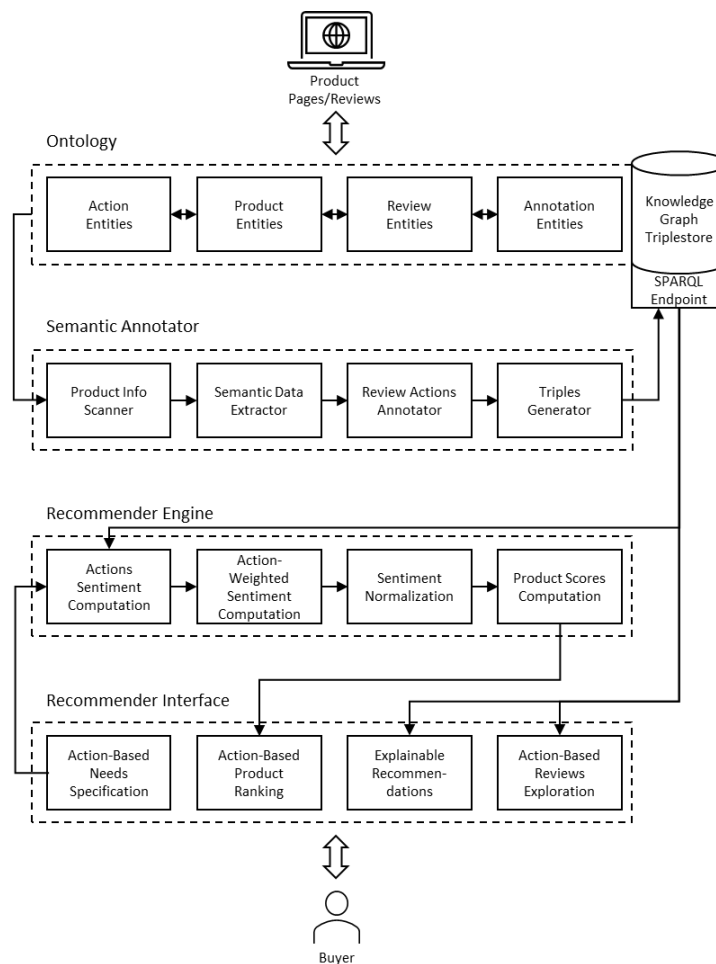 Product
Pages/Reviews
Ontology
Action
Entities
Product
Entities
Review
Entities
Annotation
Entities
Knowledge
Graph
Triplestore
SPARQL
Endpoint
Semantic Annotator
Product Info
Scanner
Semantic Data
Extractor
Review Actions
Annotator
Triples
Generator
Recommender Engine
Actions
Sentiment
Computation
Action-
Weighted
Sentiment
Computation
Sentiment
Normalization
Product Scores
Computation
Recommender Interface
Action-Based
Needs
Specification
Action-Based
Product
Ranking
Explainable
Recommen-
dations
Action-Based
Reviews
Exploration
Buyer